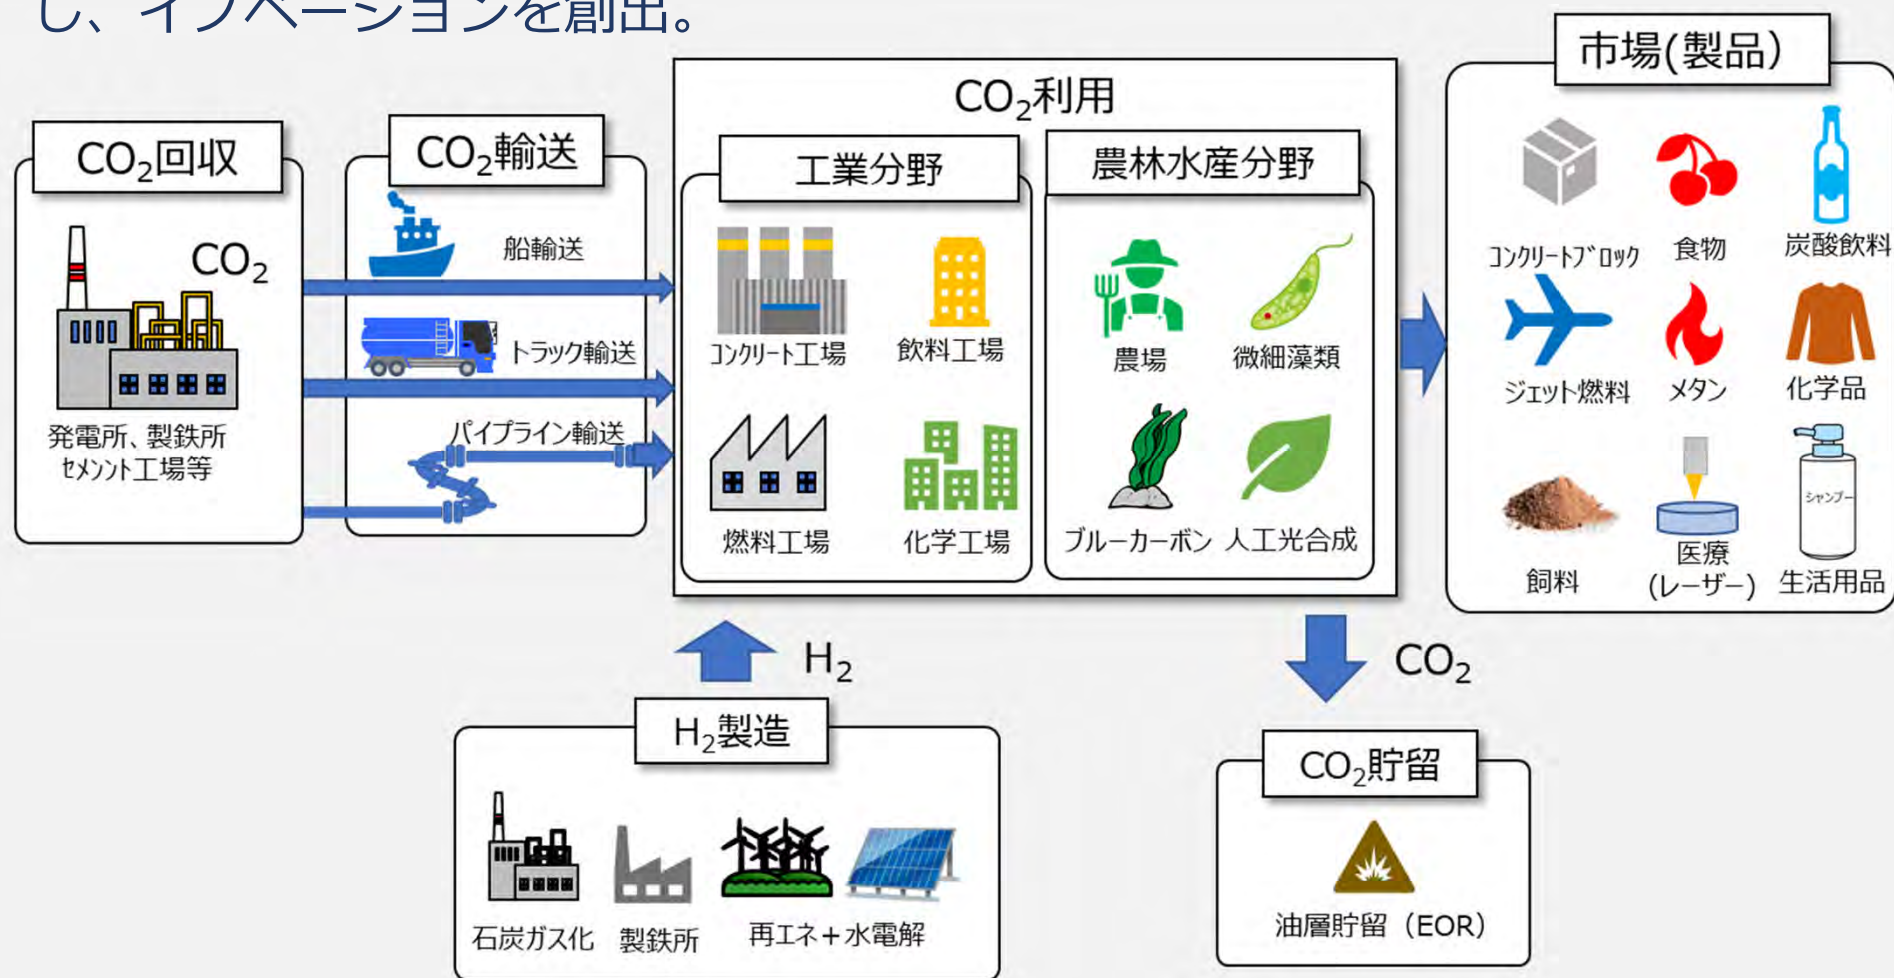 し、イノベーションを創出。
CO₂回収
CO₂
発電所、製鉄所
セメント工場等
CO₂輸送
船輸送
トラック輸送
パイプライン輸送
CO₂利用
工業分野
コンクリート工場
飲料工場
燃料工場
化学工場
農林水産分野
農場
微細藻類
ブルーカーボン
人工光合成
市場(製品）
コンクリートブロック
食物
炭酸飲料
ジェット燃料
メタン
化学品
シャンプー
飼料
医療
(レーザー)
生活用品
H₂
H₂製造
石炭ガス化
製鉄所
再エネ＋水電解
CO₂
CO₂貯留
油層貯留（EOR）